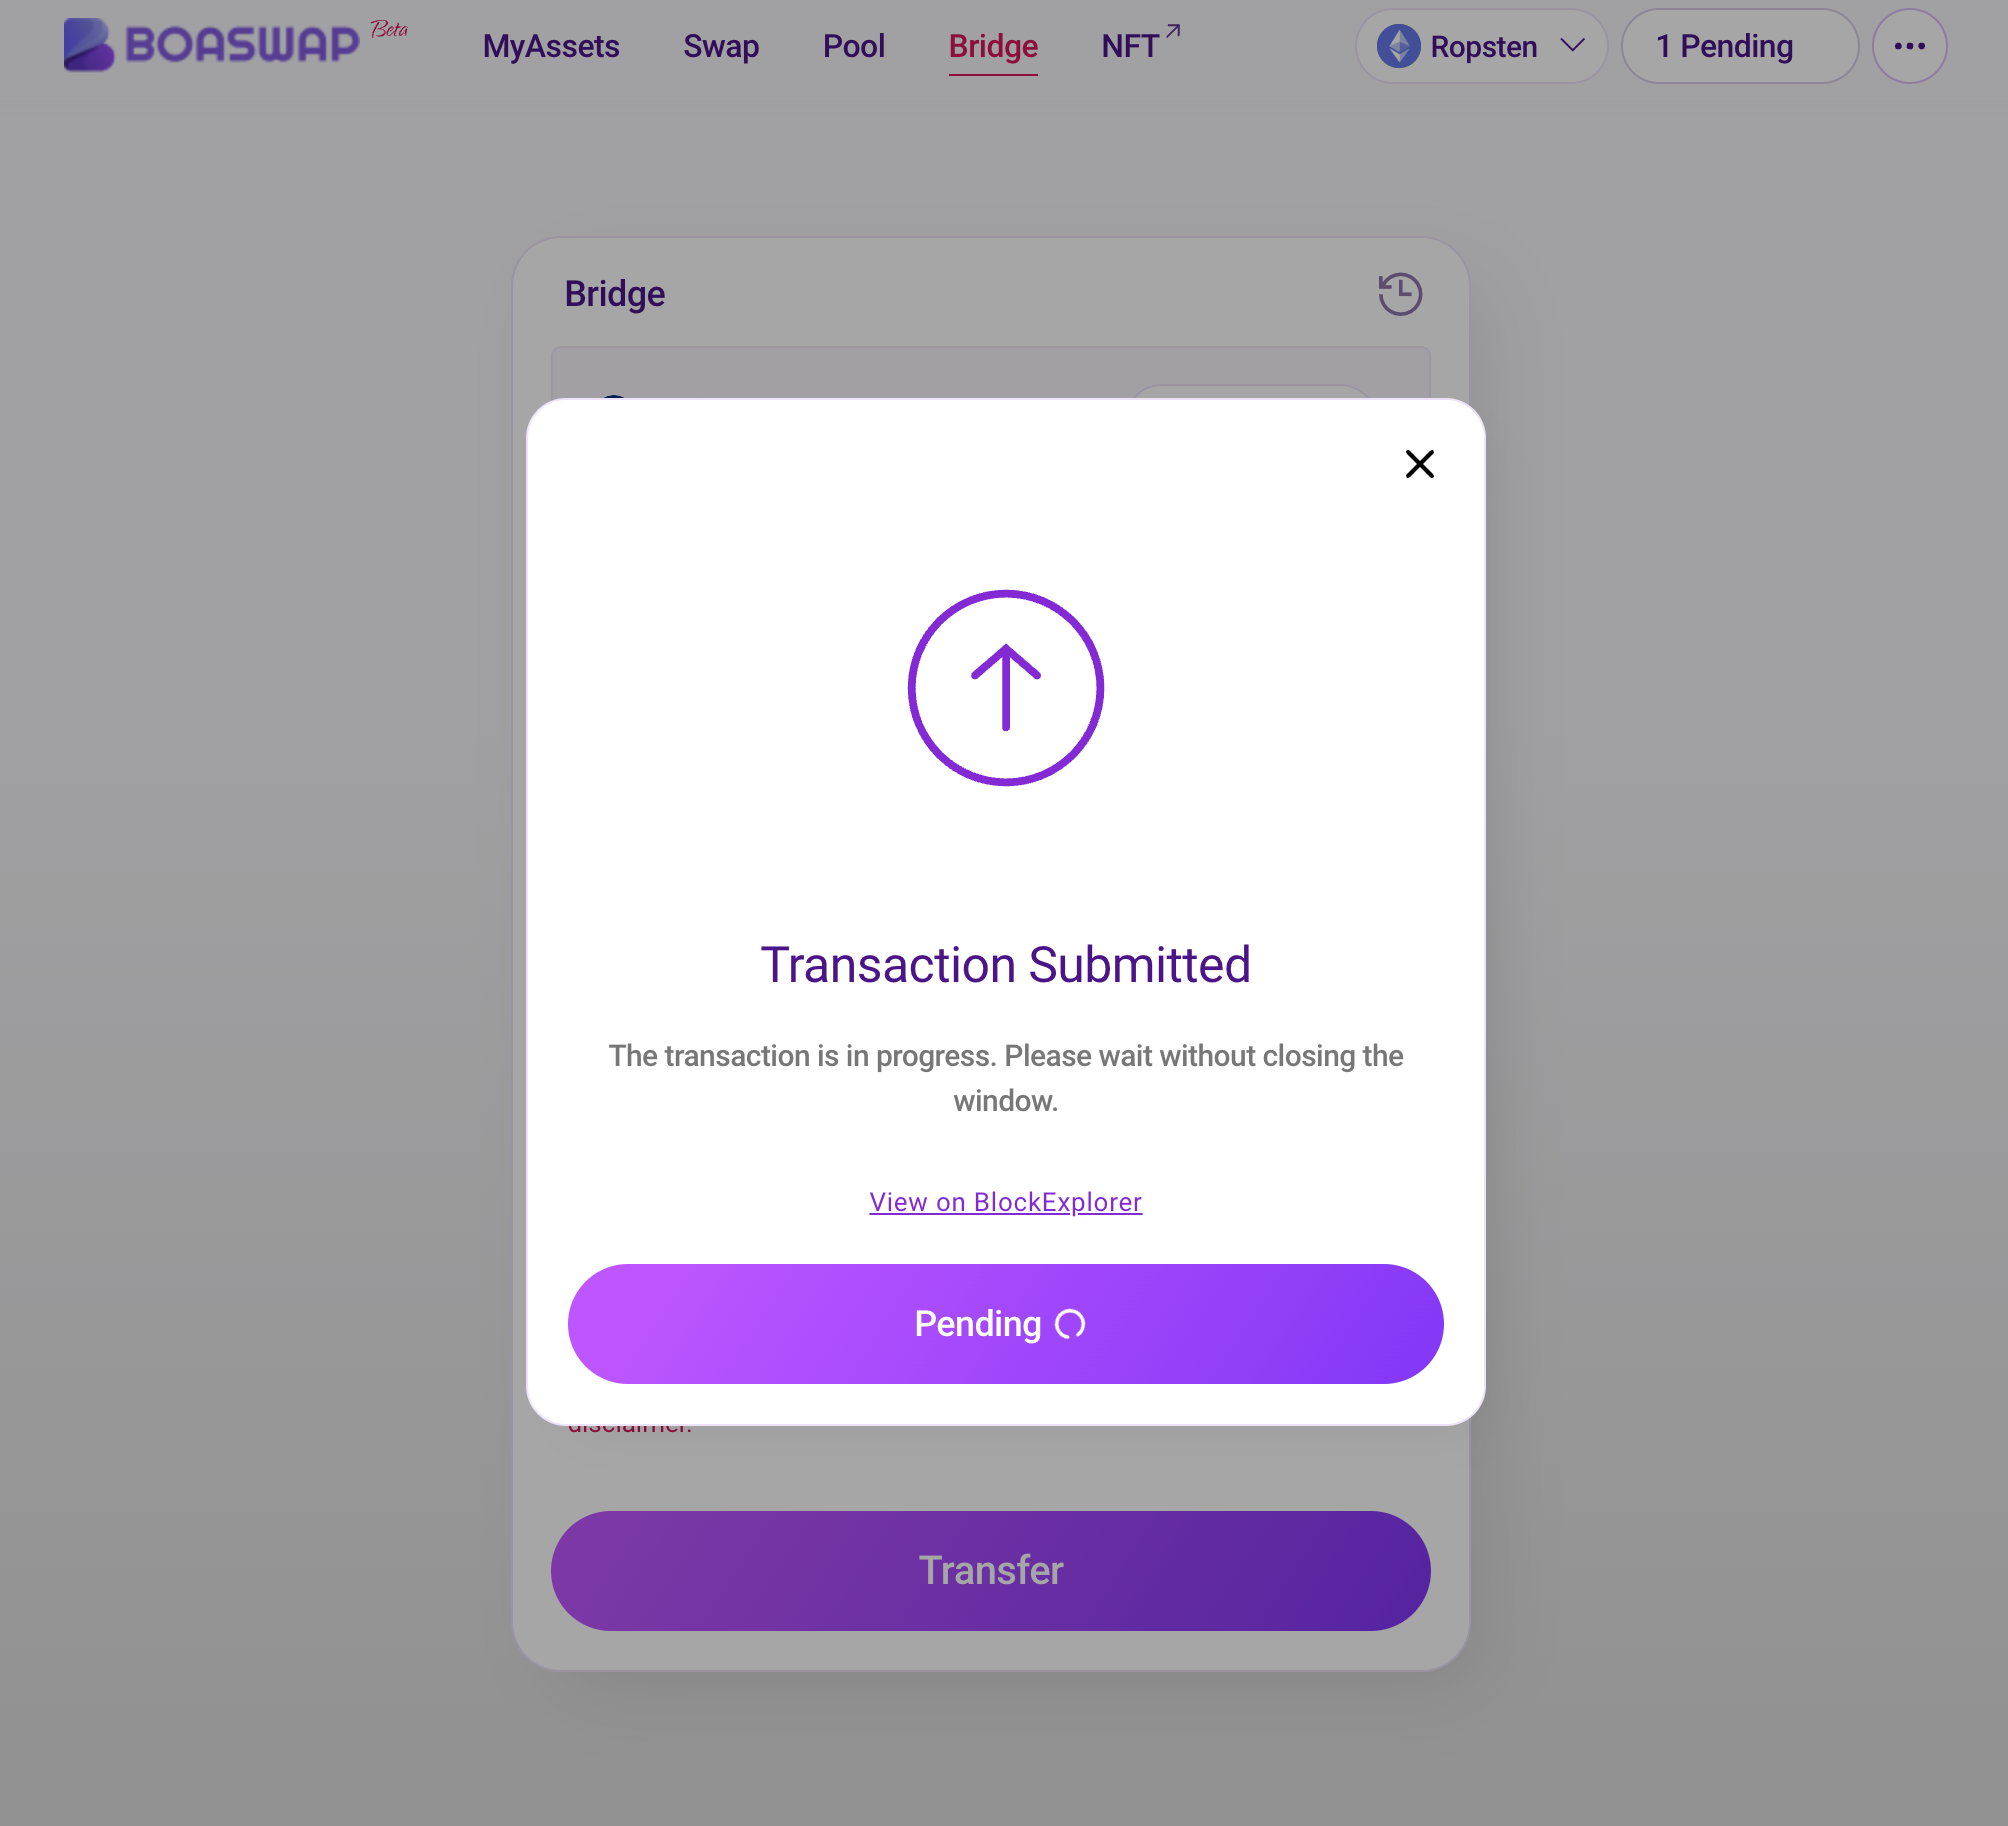 BOASWAP Beta
MyAssets
Swap
Pool
Bridge
NFT
Ropsten
1 Pending
Bridge
Transaction Submitted
The transaction is in progress. Please wait without closing the
window.
View on BlockExplorer
Pending
disclaimer.
Transfer